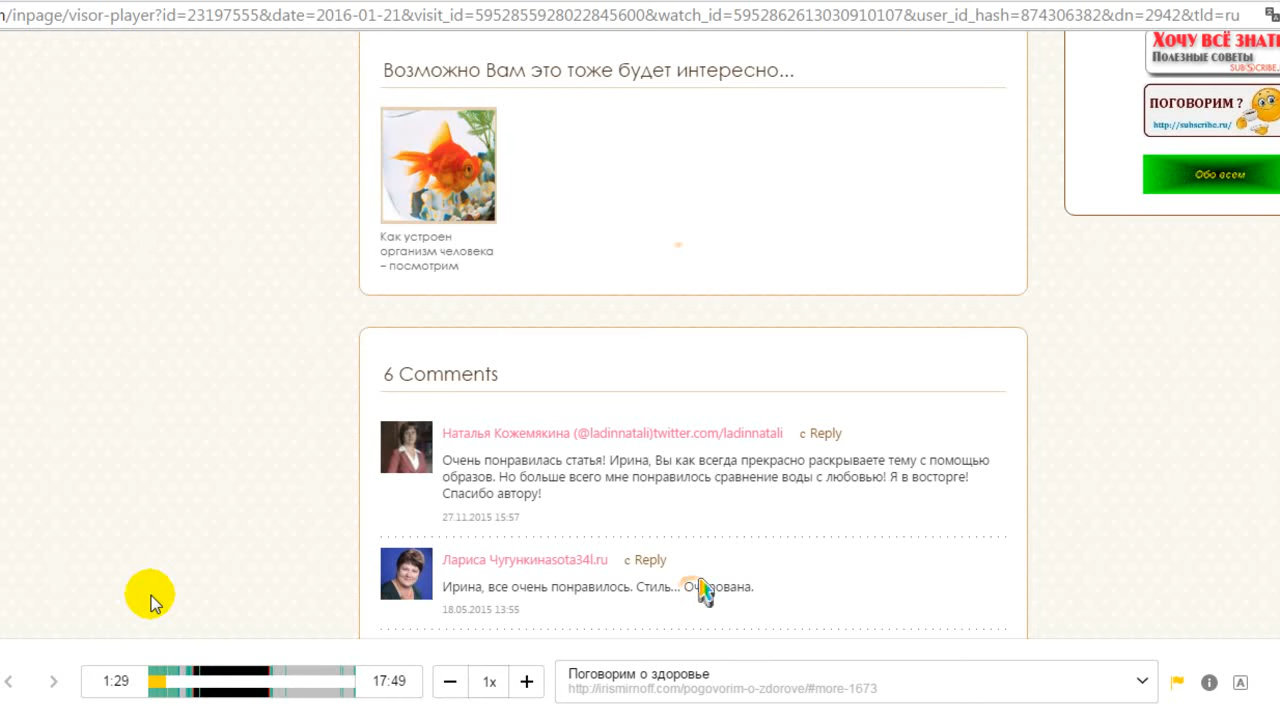 n/inpage/visor-player?id=23197555&date=2016-01-21&visit_id=5952855928022845600&watch_id=5952862613030910107&user_id_hash=874306382&dn=2942&tld=ru
Возможно Вам это тоже будет интересно...
Как устроен
организм человека
– посмотрим
ХОЧУ ВСЁ ЗНАТЬ
ПОЛЕЗНЫЕ СОВЕТЫ
SUBSCRIBE.
ПОГОВОРИМ ?
http://subscribe.ru/
Обо всем
6 Comments
Наталья Кожемякина (@ladinnatali)twitter.com/ladinnatali с Reply
Очень понравилась статья! Ирина, Вы как всегда прекрасно раскрываете тему с помощью
образов. Но больше всего мне понравилось сравнение воды с любовью! Я в восторге!
Спасибо автору!
27.11.2015 15:57
Лариса Чугункинаsota34l.ru с Reply
Ирина, все очень понравилось. Стиль...
18.05.2015 13:55
1:29 17:49 1x
Поговорим о здоровье
http://irismirnoff.com/pogovorim-o-zdorove/#more-1673
A